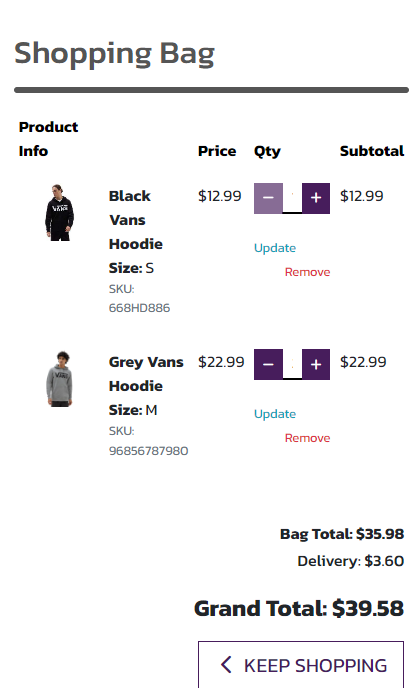 Shopping Bag
Product
Info
Price Qty Subtotal
Black
Vans
Hoodie
Size: S
SKU:
668HD886
$12.99
− +
$12.99
Update
Remove
Grey Vans
Hoodie
Size: M
SKU:
96856787980
$22.99
− +
$22.99
Update
Remove
Bag Total: $35.98
Delivery: $3.60
Grand Total: $39.58
KEEP SHOPPING